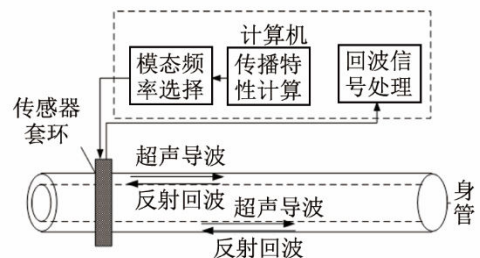 计算机
模态频
率选择
传播特
性计算
回波信
号处理
传感器
套环
超声导波
反射回波
超声导波
反射回波
身
管